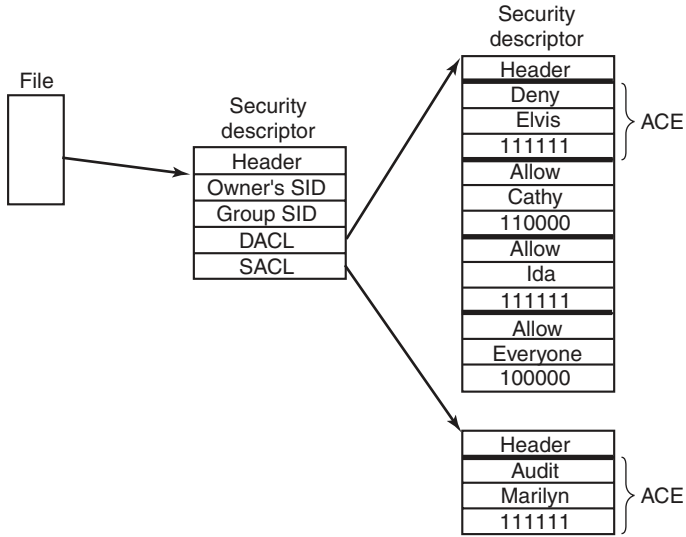 File
Security
descriptor
Header
Owner's SID
Group SID
DACL
SACL
Security
descriptor
Header
Deny
Elvis
111111
ACE
Allow
Cathy
110000
Allow
Ida
111111
Allow
Everyone
100000
Header
Audit
Marilyn
111111
ACE